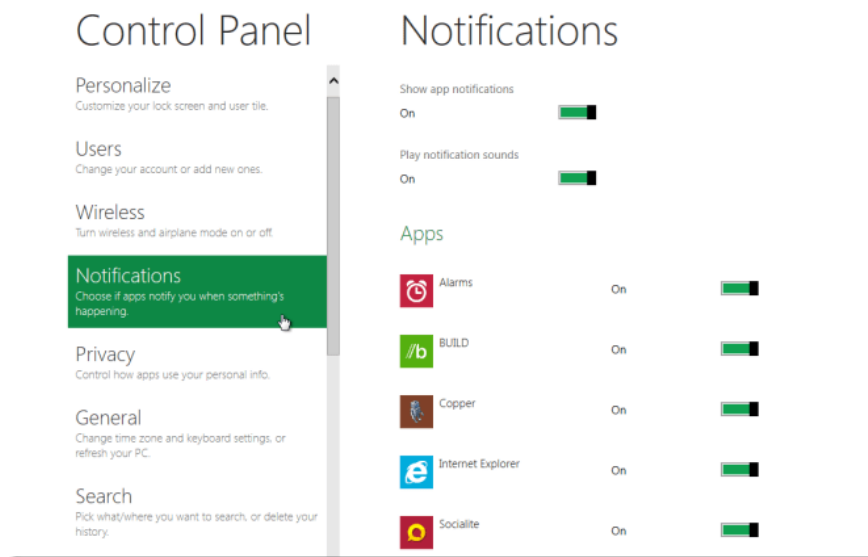 Control Panel
Personalize
Customize your lock screen and user tile.
Users
Change your account or add new ones.
Wireless
Turn wireless and airplane mode on or off.
Notifications
Choose if apps notify you when something's
happening.
Privacy
Control how apps use your personal info.
General
Change time zone and keyboard settings, or
refresh your PC.
Search
Pick what/where you want to search, or delete your
history.
Notifications
Show app notifications
On
Play notification sounds
On
Apps
Alarms On
//b BUILD On
Copper On
Internet Explorer On
Socialite On